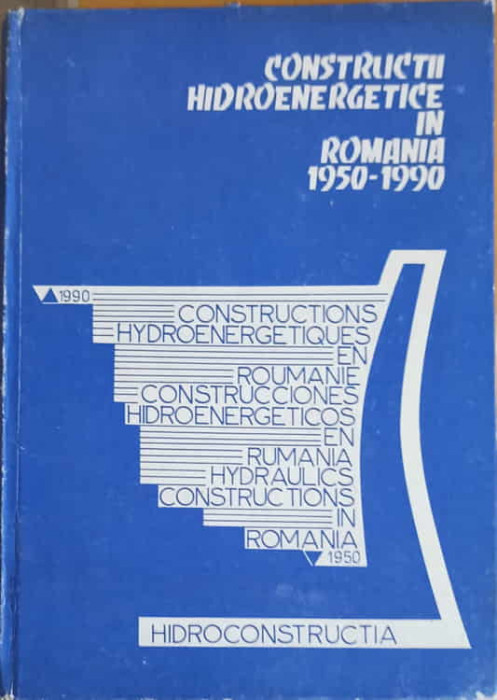 CONSTRUCTII
HIDROENERGETICE
IN
ROMANIA
1950-1990
1990
CONSTRUCTIONS
HYDROENERGETIQUES
EN
ROUMANIE
CONSTRUCCIONES
HIDROENERGETICOS
EN
RUMANIA
HYDRAULICS
CONSTRUCTIONS
IN
ROMANIA
1950
HIDROCONSTRUCTIA